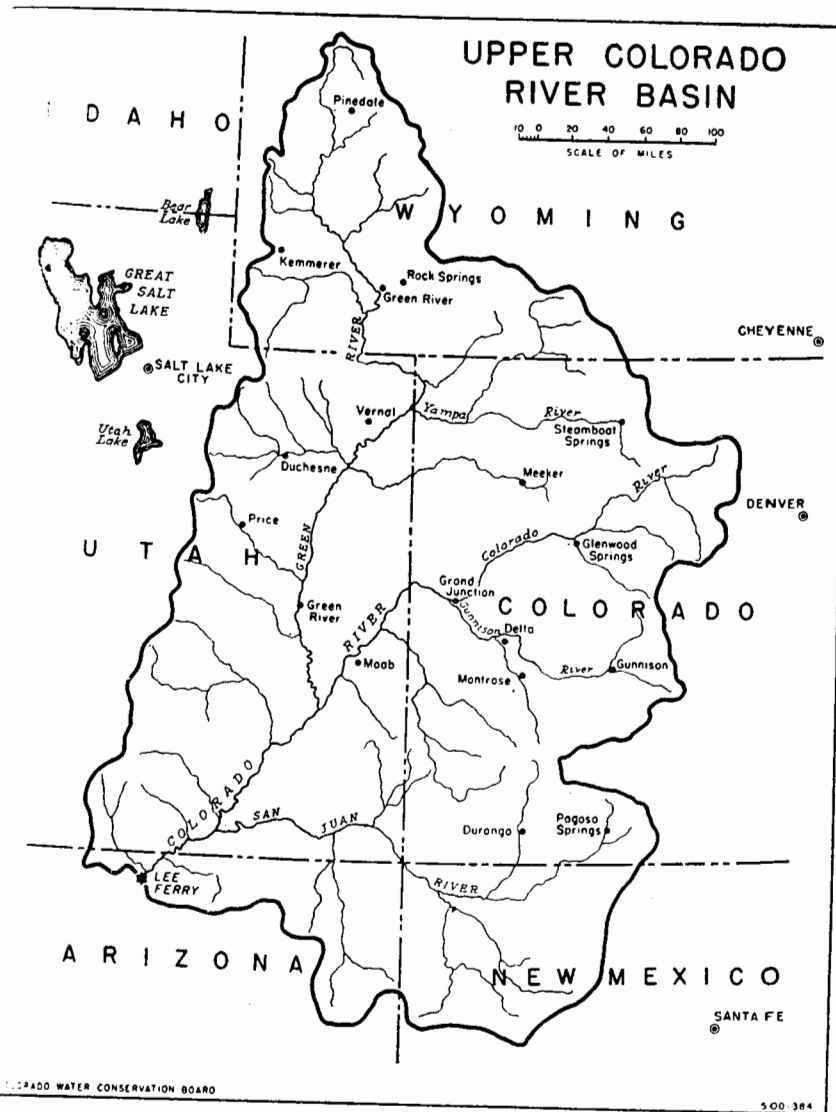 UPPER COLORADO
RIVER BASIN
10 0 20 40 60 80 100
SCALE OF MILES
DAHO
Pinedale
Bear
Lake
WYOMING
Kemmerer
Rock Springs
Green River
GREAT
SALT
LAKE
RIVER
CHEYENNE
SALT LAKE
CITY
Utah
Lake
Vernal
Yampa
River
Steamboat
Springs
Duchesne
Meeker
River
DENVER
Price
UTAH
GREEN
Colorado
Glenwood
Springs
Grand
Junction
COLORADO
Green
River
RIVER
Gunnison
Delta
Moab
Montrose
River
Gunnison
COLORADO
SAN
JUAN
Durango
Pagosa
Springs
LEE
FERRY
RIVER
ARIZONA
NEW MEXICO
SANTA FE
RADO WATER CONSERVATION BOARD
500-384